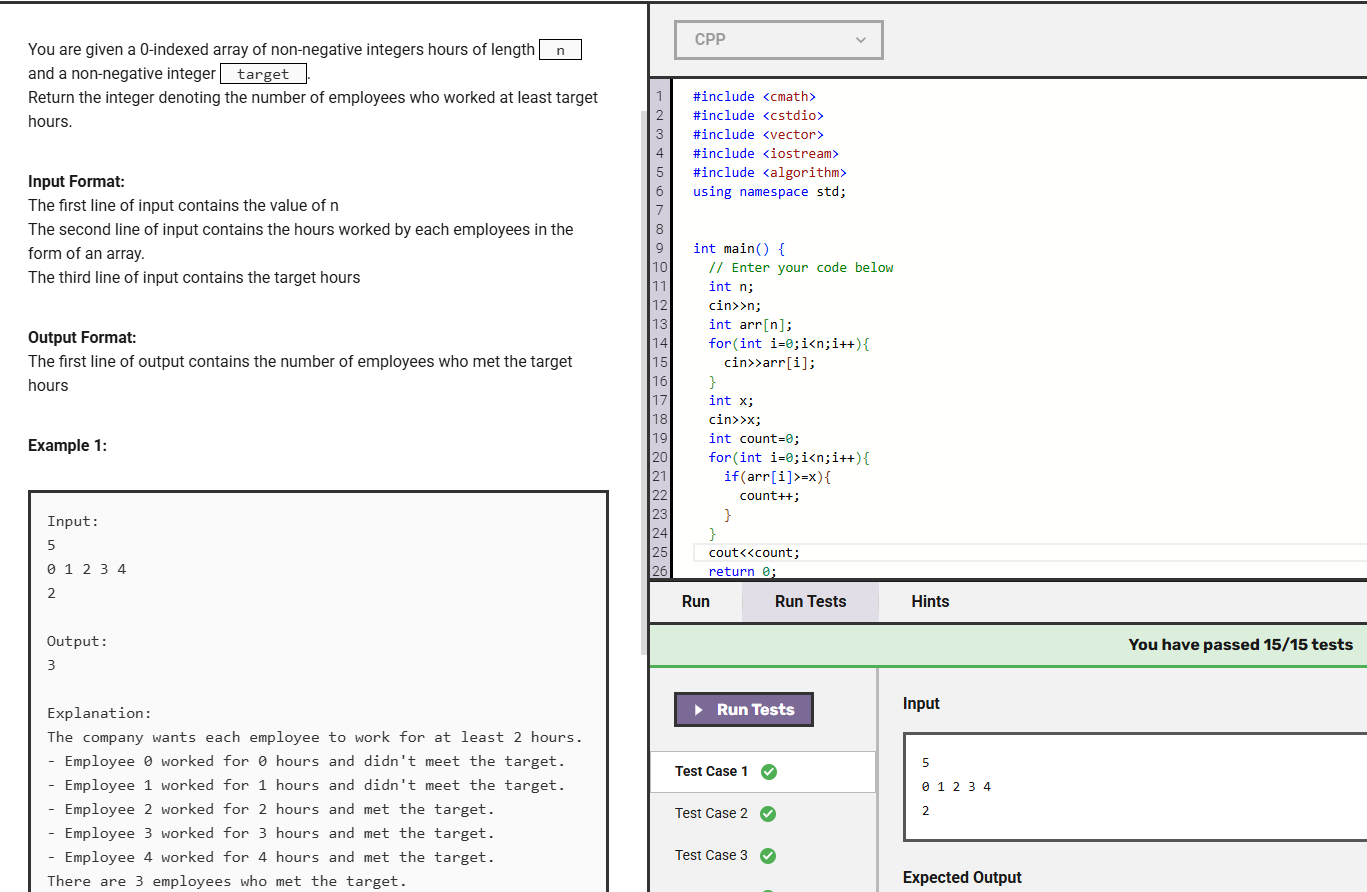 You are given a 0-indexed array of non-negative integers hours of length n
and a non-negative integer target.
Return the integer denoting the number of employees who worked at least target
hours.
Input Format:
The first line of input contains the value of n
The second line of input contains the hours worked by each employees in the
form of an array.
The third line of input contains the target hours
Output Format:
The first line of output contains the number of employees who met the target
hours
Example 1:
Input:
5
0 1 2 3 4
2
Output:
3
Explanation:
The company wants each employee to work for at least 2 hours.
- Employee 0 worked for 0 hours and didn't meet the target.
- Employee 1 worked for 1 hours and didn't meet the target.
- Employee 2 worked for 2 hours and met the target.
- Employee 3 worked for 3 hours and met the target.
- Employee 4 worked for 4 hours and met the target.
There are 3 employees who met the target.
CPP
1 #include <cmath>
2 #include <cstdio>
3 #include <vector>
4 #include <iostream>
5 #include <algorithm>
6 using namespace std;
7
8
9 int main() {
10 // Enter your code below
11 int n;
12 cin>>n;
13 int arr[n];
14 for(int i=0;i<n;i++){
15 cin>>arr[i];
16 }
17 int x;
18 cin>>x;
19 int count=0;
20 for(int i=0;i<n;i++){
21 if(arr[i]>=x){
22 count++;
23 }
24 }
25 cout<<count;
26 return 0;
Run Run Tests Hints
You have passed 15/15 tests
Run Tests
Test Case 1
Test Case 2
Test Case 3
Input
5
0 1 2 3 4
2
Expected Output